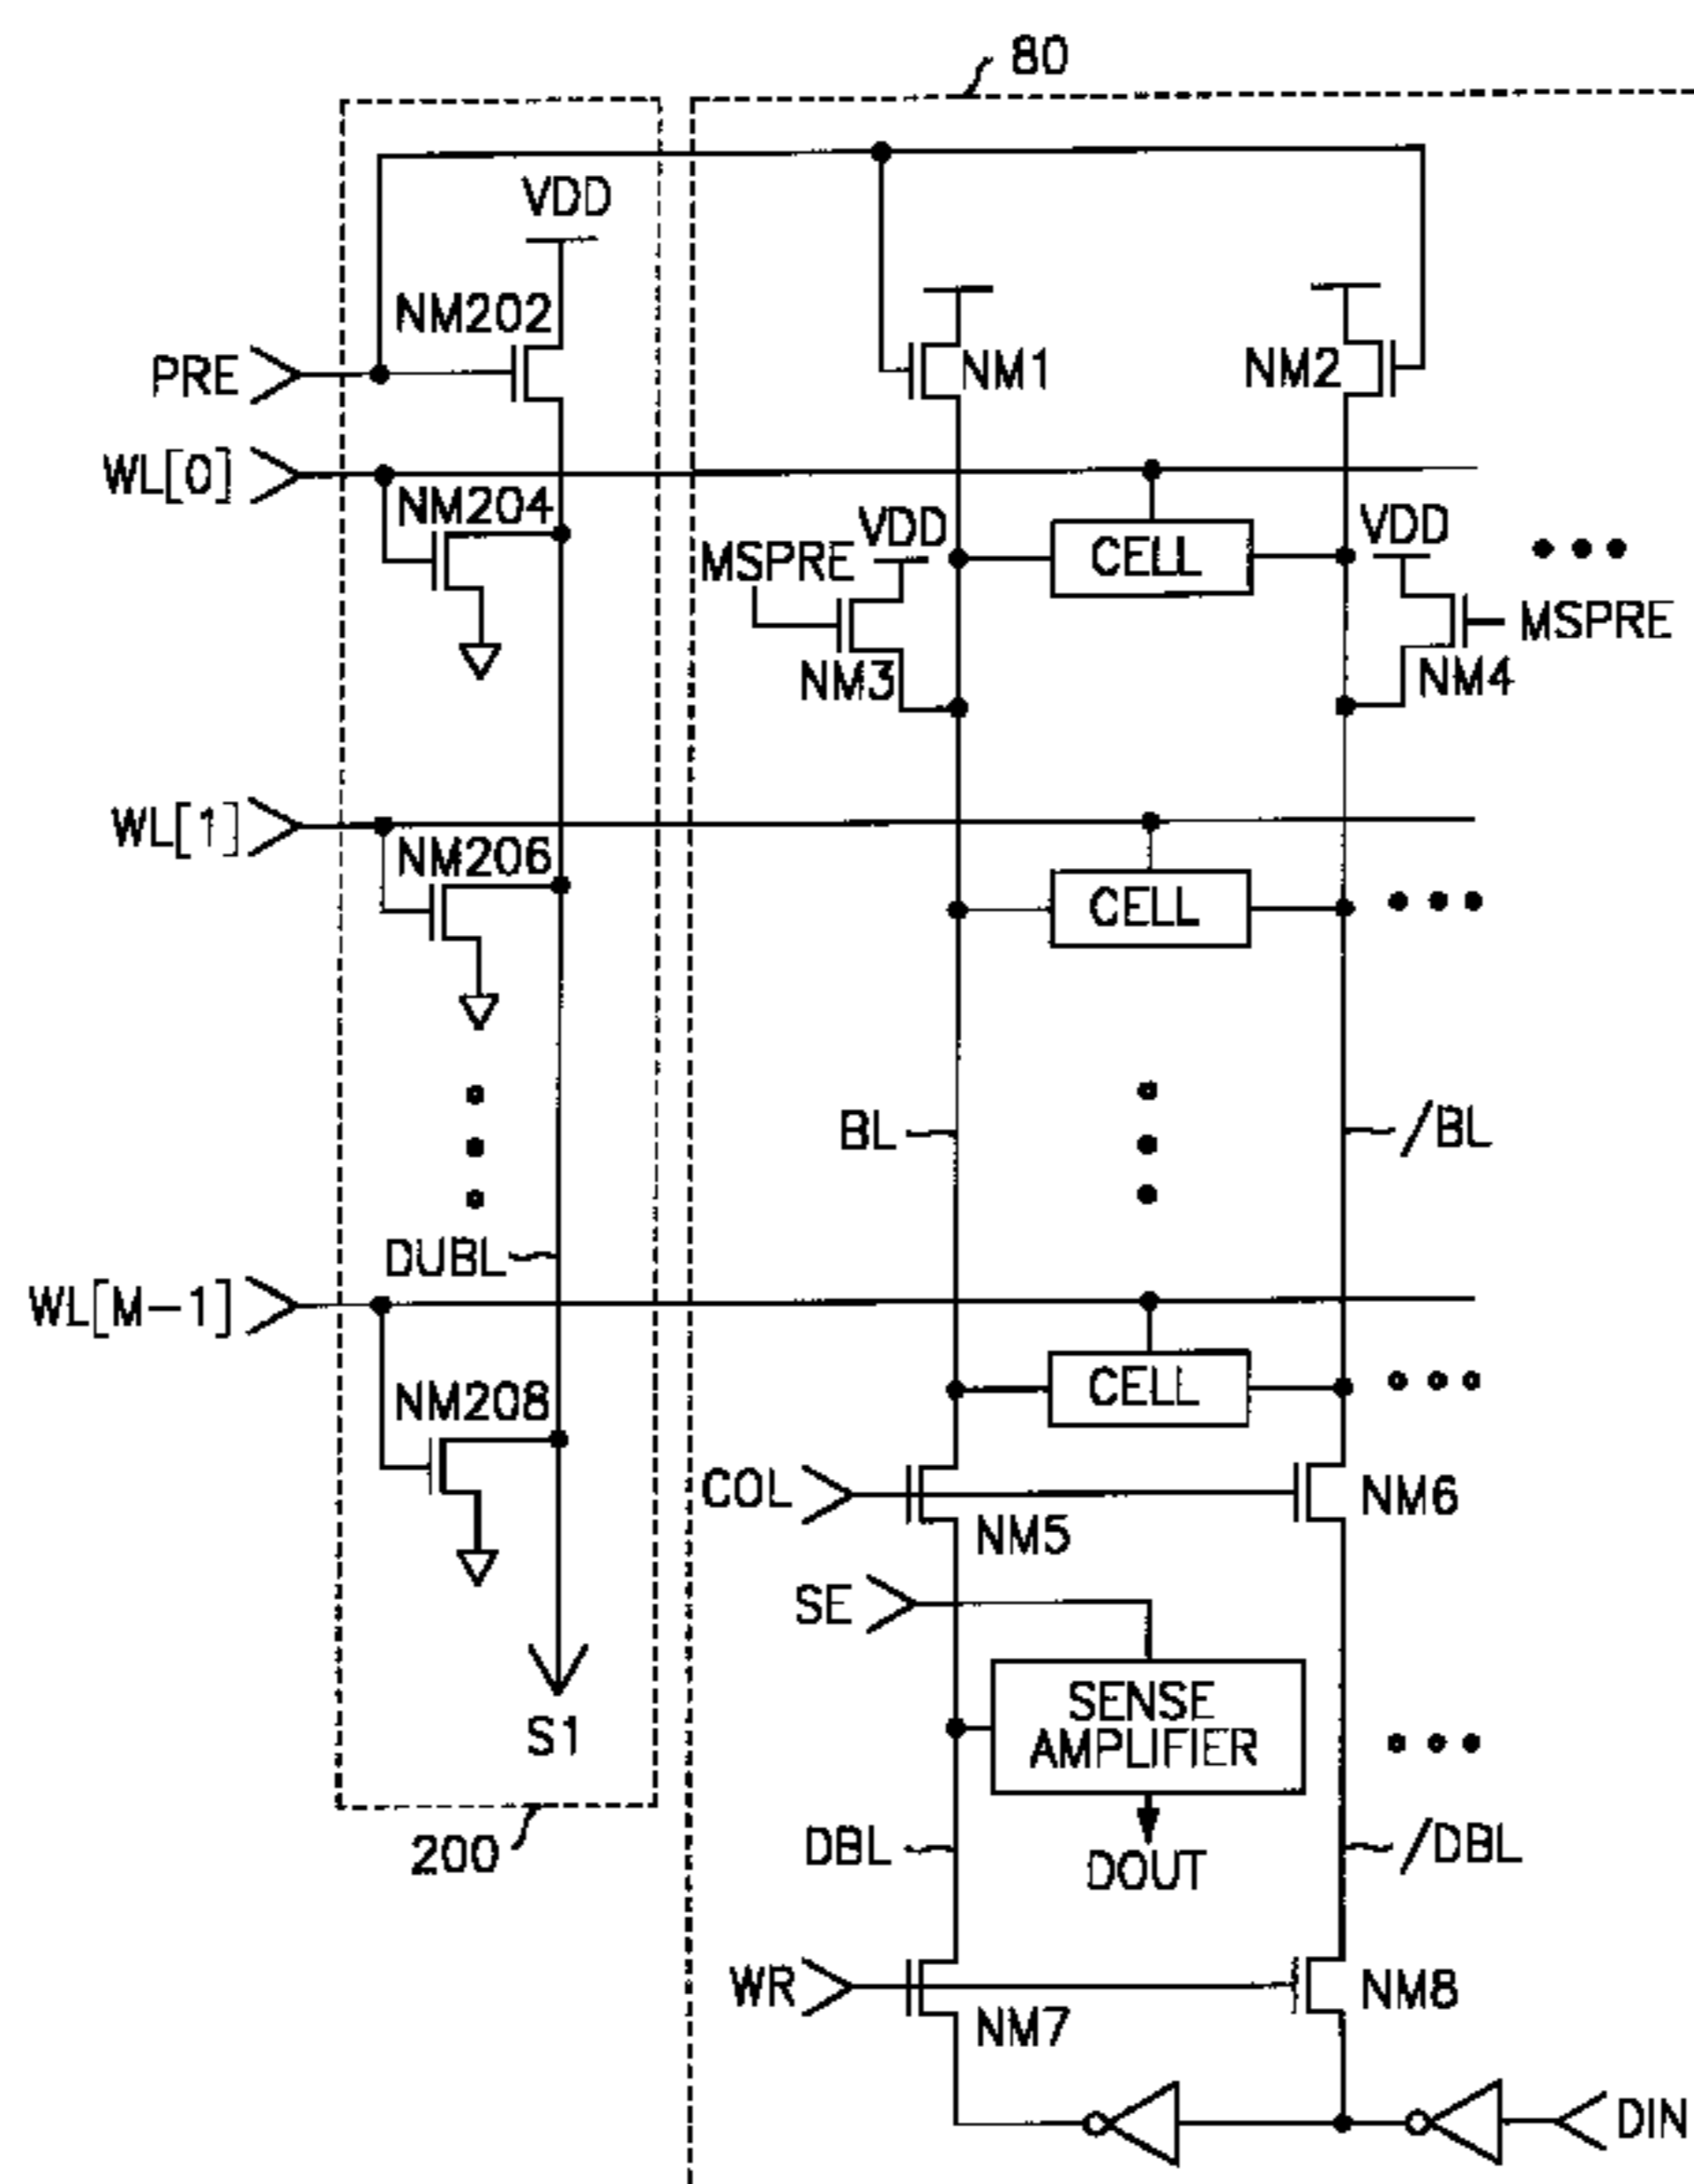 80
VDD
NM202
PRE
NM1
NM2
WL[0]
NM204
VDD
VDD
MSPRE
CELL
MSPRE
NM3
NM4
WL[1]
NM206
CELL
BL
/BL
DUBL
WL[M-1]
CELL
NM208
COL
NM6
NM5
SE
SENSE
AMPLIFIER
S1
200
DBL
/DBL
DOUT
WR
NM8
NM7
DIN